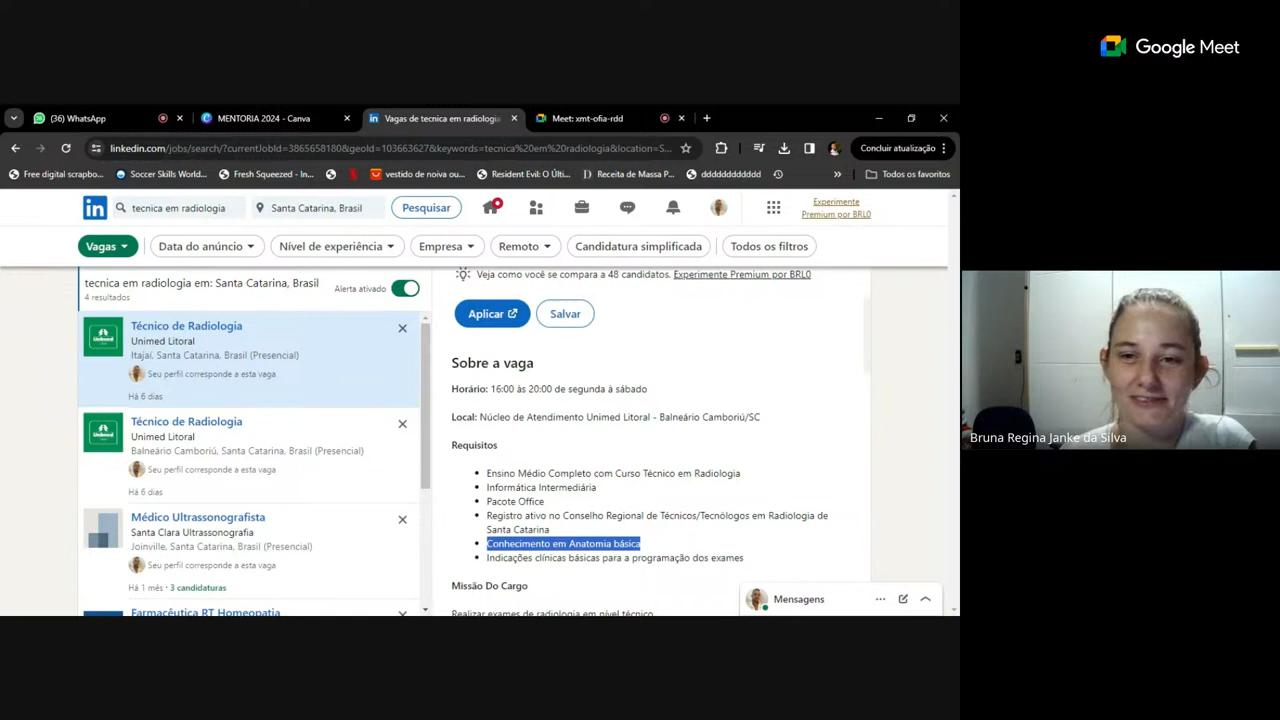 Google Meet
(36) WhatsApp
MENTORIA 2024 - Canva
Vagas de tecnica em radiologia
Meet: xmt-ofia-rdd
linkedin.com/jobs/search/?currentJobId=3865658180&geoId=103663627&keywords=tecnica%20em%20radiologia&location=S...
Concluir atualização
Free digital scrapbo...
Soccer Skills World...
Fresh Squeezed - In...
vestido de noiva ou...
Resident Evil: O Últi...
Receita de Massa P...
dddddddddddd
»
Todos os favoritos
in
tecnica em radiologia
Santa Catarina, Brasil
Pesquisar
Experimente
Premium por BRL0
Vagas
Data do anúncio
Nível de experiência
Empresa
Remoto
Candidatura simplificada
Todos os filtros
tecnica em radiologia em: Santa Catarina, Brasil
4 resultados
Alerta ativado
Técnico de Radiologia
Unimed Litoral
Itajaí, Santa Catarina, Brasil (Presencial)
Seu perfil corresponde a esta vaga
Há 6 dias
Técnico de Radiologia
Unimed Litoral
Balneário Camboriú, Santa Catarina, Brasil (Presencial)
Seu perfil corresponde a esta vaga
Há 6 dias
Médico Ultrassonografista
Santa Clara Ultrasonografia
Joinville, Santa Catarina, Brasil (Presencial)
Seu perfil corresponde a esta vaga
Há 1 mês · 3 candidaturas
Farmacêutica RT Homeopatia
Veja como você se compara a 48 candidatos. Experimente Premium por BRL0
Aplicar
Salvar
Sobre a vaga
Horário: 16:00 às 20:00 de segunda à sábado
Local: Núcleo de Atendimento Unimed Litoral - Balneário Camboriú/SC
Requisitos
• Ensino Médio Completo com Curso Técnico em Radiologia
• Informática Intermediária
• Pacote Office
• Registro ativo no Conselho Regional de Técnicos/Tecnólogos em Radiologia de
Santa Catarina
• Conhecimento em Anatomia básica
• Indicações clínicas básicas para a programação dos exames
Missão Do Cargo
Realizar exames de radiologia em nível técnico
Mensagens
Bruna Regina Janke da Silva